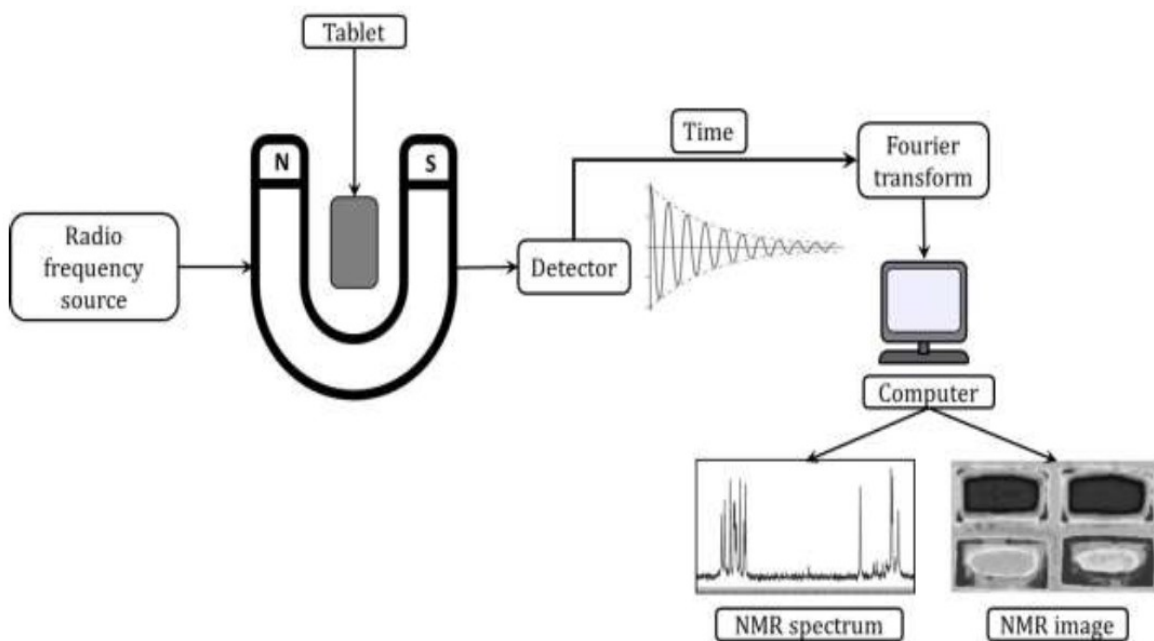 Tablet
Time
Fourier
transform
N
S
Radio
frequency
source
Detector
Computer
NMR spectrum
NMR image